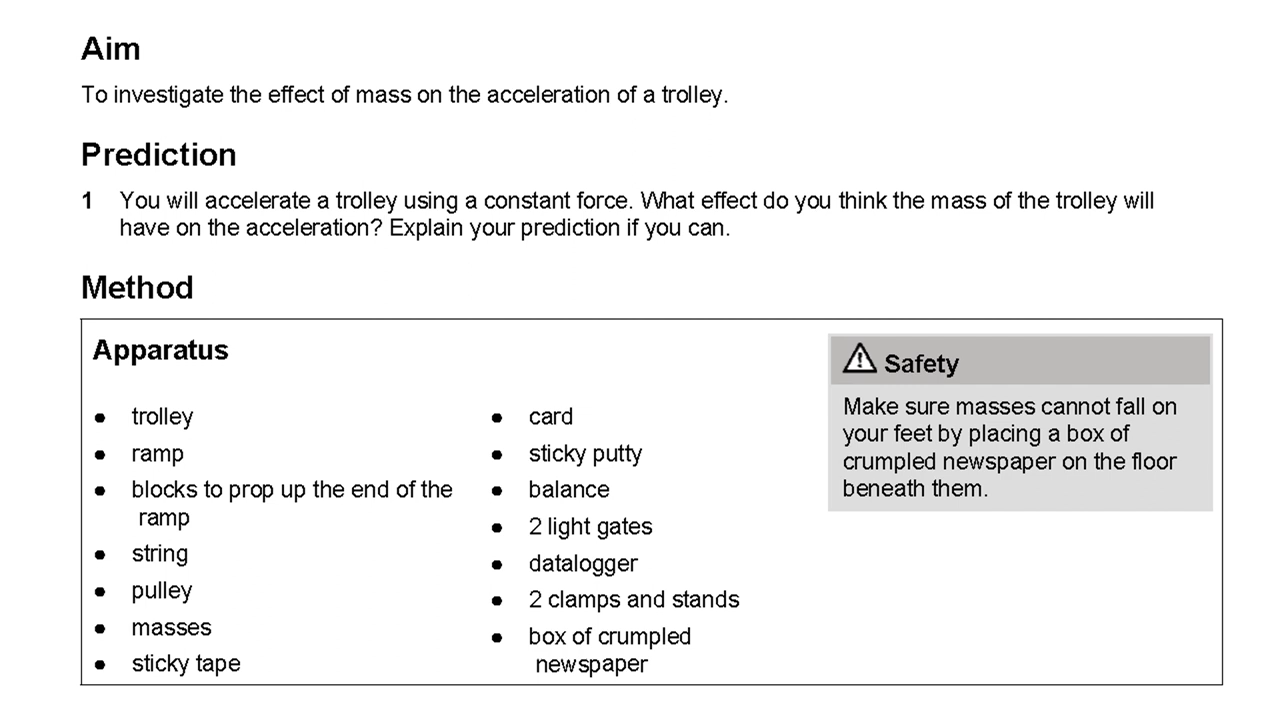 Aim
To investigate the effect of mass on the acceleration of a trolley.
Prediction
1 You will accelerate a trolley using a constant force. What effect do you think the mass of the trolley will
have on the acceleration? Explain your prediction if you can.
Method
Apparatus
● trolley
● ramp
● blocks to prop up the end of the
ramp
● string
● pulley
● masses
● sticky tape
● card
● sticky putty
● balance
● 2 light gates
● datalogger
● 2 clamps and stands
● box of crumpled
newspaper
Safety
Make sure masses cannot fall on
your feet by placing a box of
crumpled newspaper on the floor
beneath them.